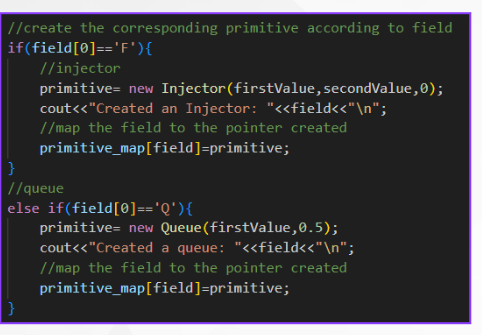 //create the corresponding primitive according to field
if(field[0]=='F'){
//injector
primitive= new Injector(firstValue,secondValue,0);
cout<<"Created an Injector: "<<field<<"\n";
//map the field to the pointer created
primitive_map[field]=primitive;
}
//queue
else if(field[0]=='Q'){
primitive= new Queue(firstValue,0.5);
cout<<"Created a queue: "<<field<<"\n";
//map the field to the pointer created
primitive_map[field]=primitive;
}